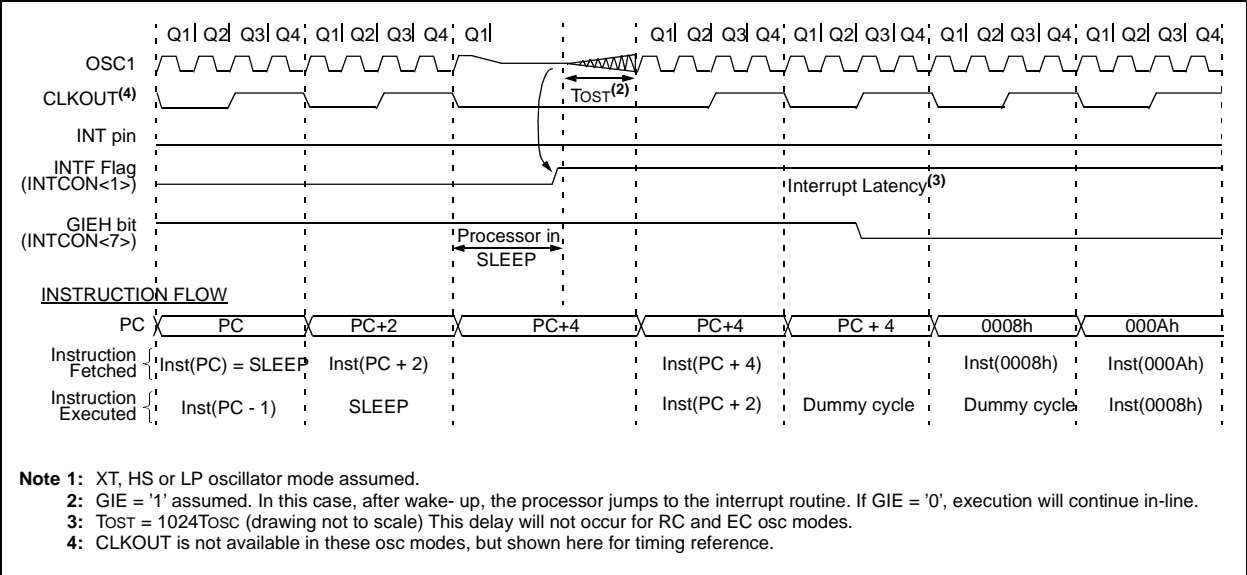 Q1 Q2 Q3 Q4 Q1 Q2 Q3 Q4 Q1 Q1 Q2 Q3 Q4 Q1 Q2 Q3 Q4 Q1 Q2 Q3 Q4 Q1 Q2 Q3 Q4
OSC1
TOST(2)
CLKOUT(4)
INT pin
INTF Flag
(INTCON<1>)
Interrupt Latency(3)
GIEH bit
(INTCON<7>)
Processor in
SLEEP
INSTRUCTION FLOW
PC PC PC+2 PC+4 PC+4 PC + 4 0008h 000Ah
Instruction
Fetched
Inst(PC) = SLEEP Inst(PC + 2) Inst(PC + 4) Inst(0008h) Inst(000Ah)
Instruction
Executed
Inst(PC - 1) SLEEP Inst(PC + 2) Dummy cycle Dummy cycle Inst(0008h)
Note 1: XT, HS or LP oscillator mode assumed.
2: GIE = '1' assumed. In this case, after wake- up, the processor jumps to the interrupt routine. If GIE = '0', execution will continue in-line.
3: TOST = 1024TOSC (drawing not to scale) This delay will not occur for RC and EC osc modes.
4: CLKOUT is not available in these osc modes, but shown here for timing reference.